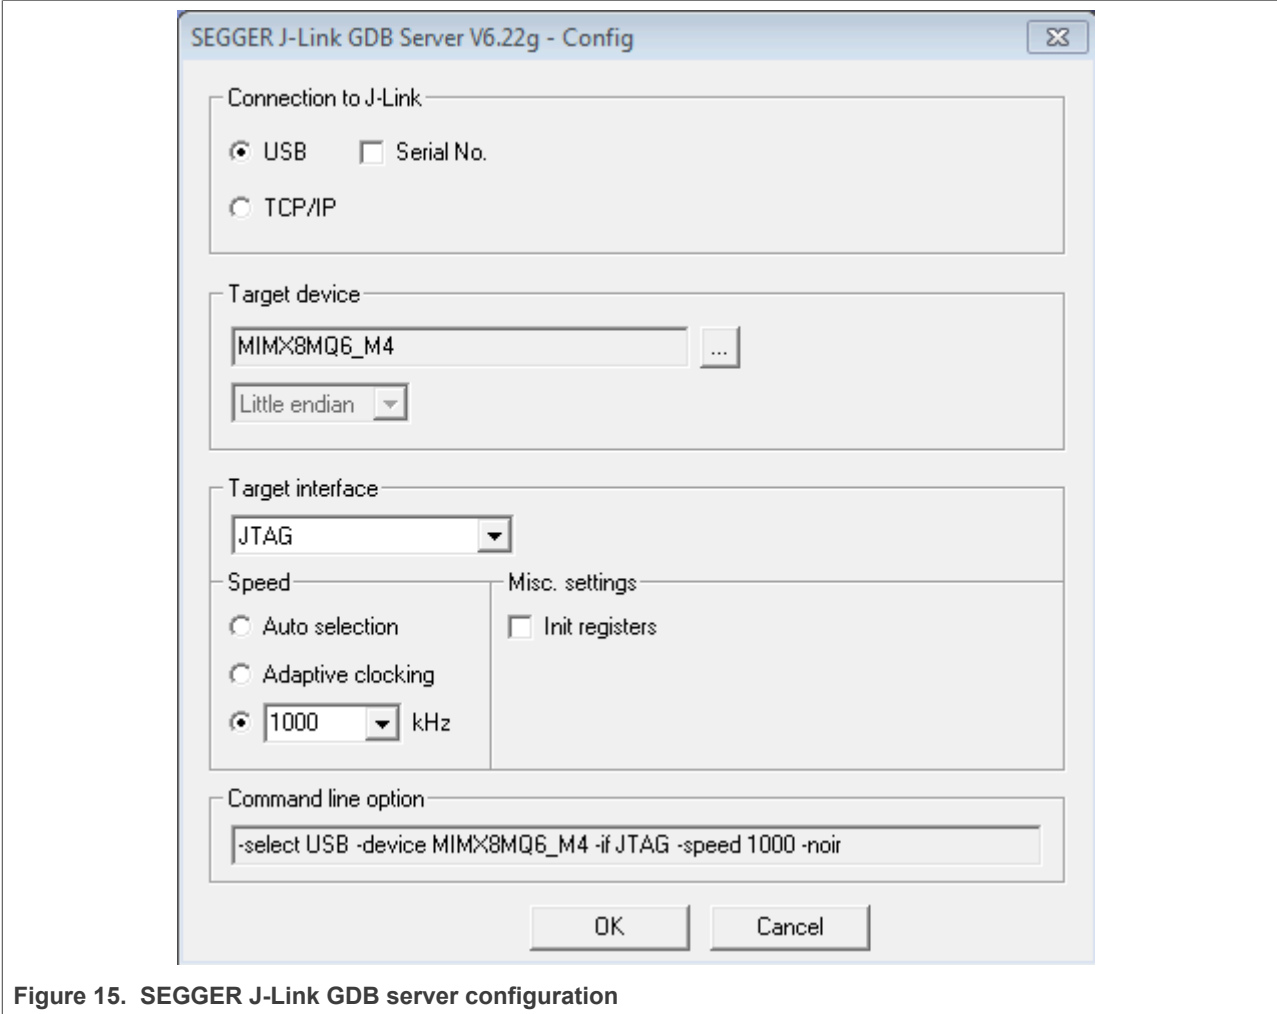 SEGGER J-Link GDB Server V6.22g - Config
Connection to J-Link
USB Serial No.
TCP/IP
Target device
MIMX8MQ6_M4 ...
Little endian
Target interface
JTAG
Speed Misc. settings
Auto selection Init registers
Adaptive clocking
1000 kHz
Command line option
-select USB -device MIMX8MQ6_M4 -if JTAG -speed 1000 -noir
OK Cancel
Figure 15. SEGGER J-Link GDB server configuration